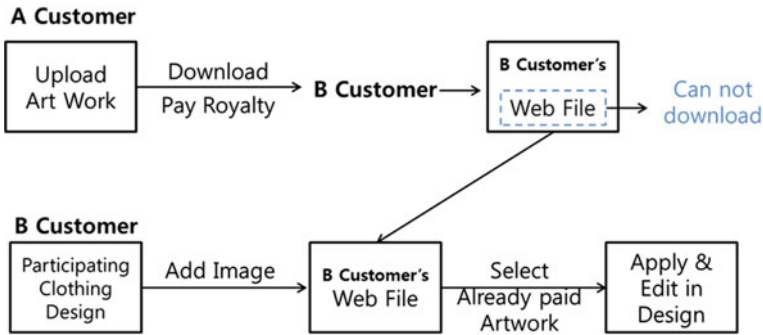 A Customer
Upload
Art Work
Download
Pay Royalty
B Customer
B Customer's
Web File
Can not
download
B Customer
Participating
Clothing
Design
Add Image
B Customer's
Web File
Select
Already paid
Artwork
Apply &
Edit in
Design